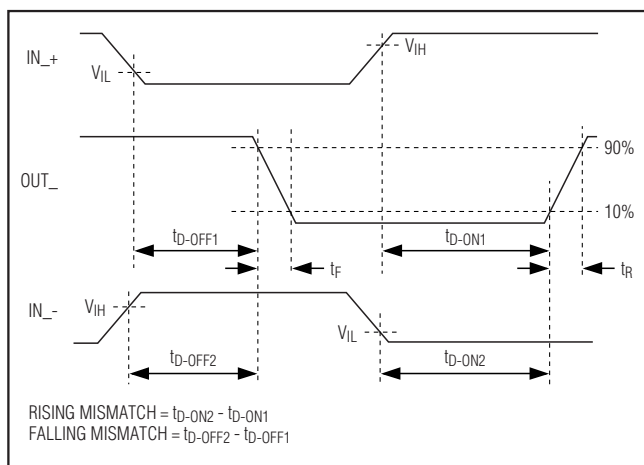 IN_+
VIL
VIH
90%
OUT_
10%
tD-OFF1
tD-ON1
tF
tR
VIH
IN_-
VIL
tD-OFF2
tD-ON2
RISING MISMATCH = tD-ON2 - tD-ON1
FALLING MISMATCH = tD-OFF2 - tD-OFF1